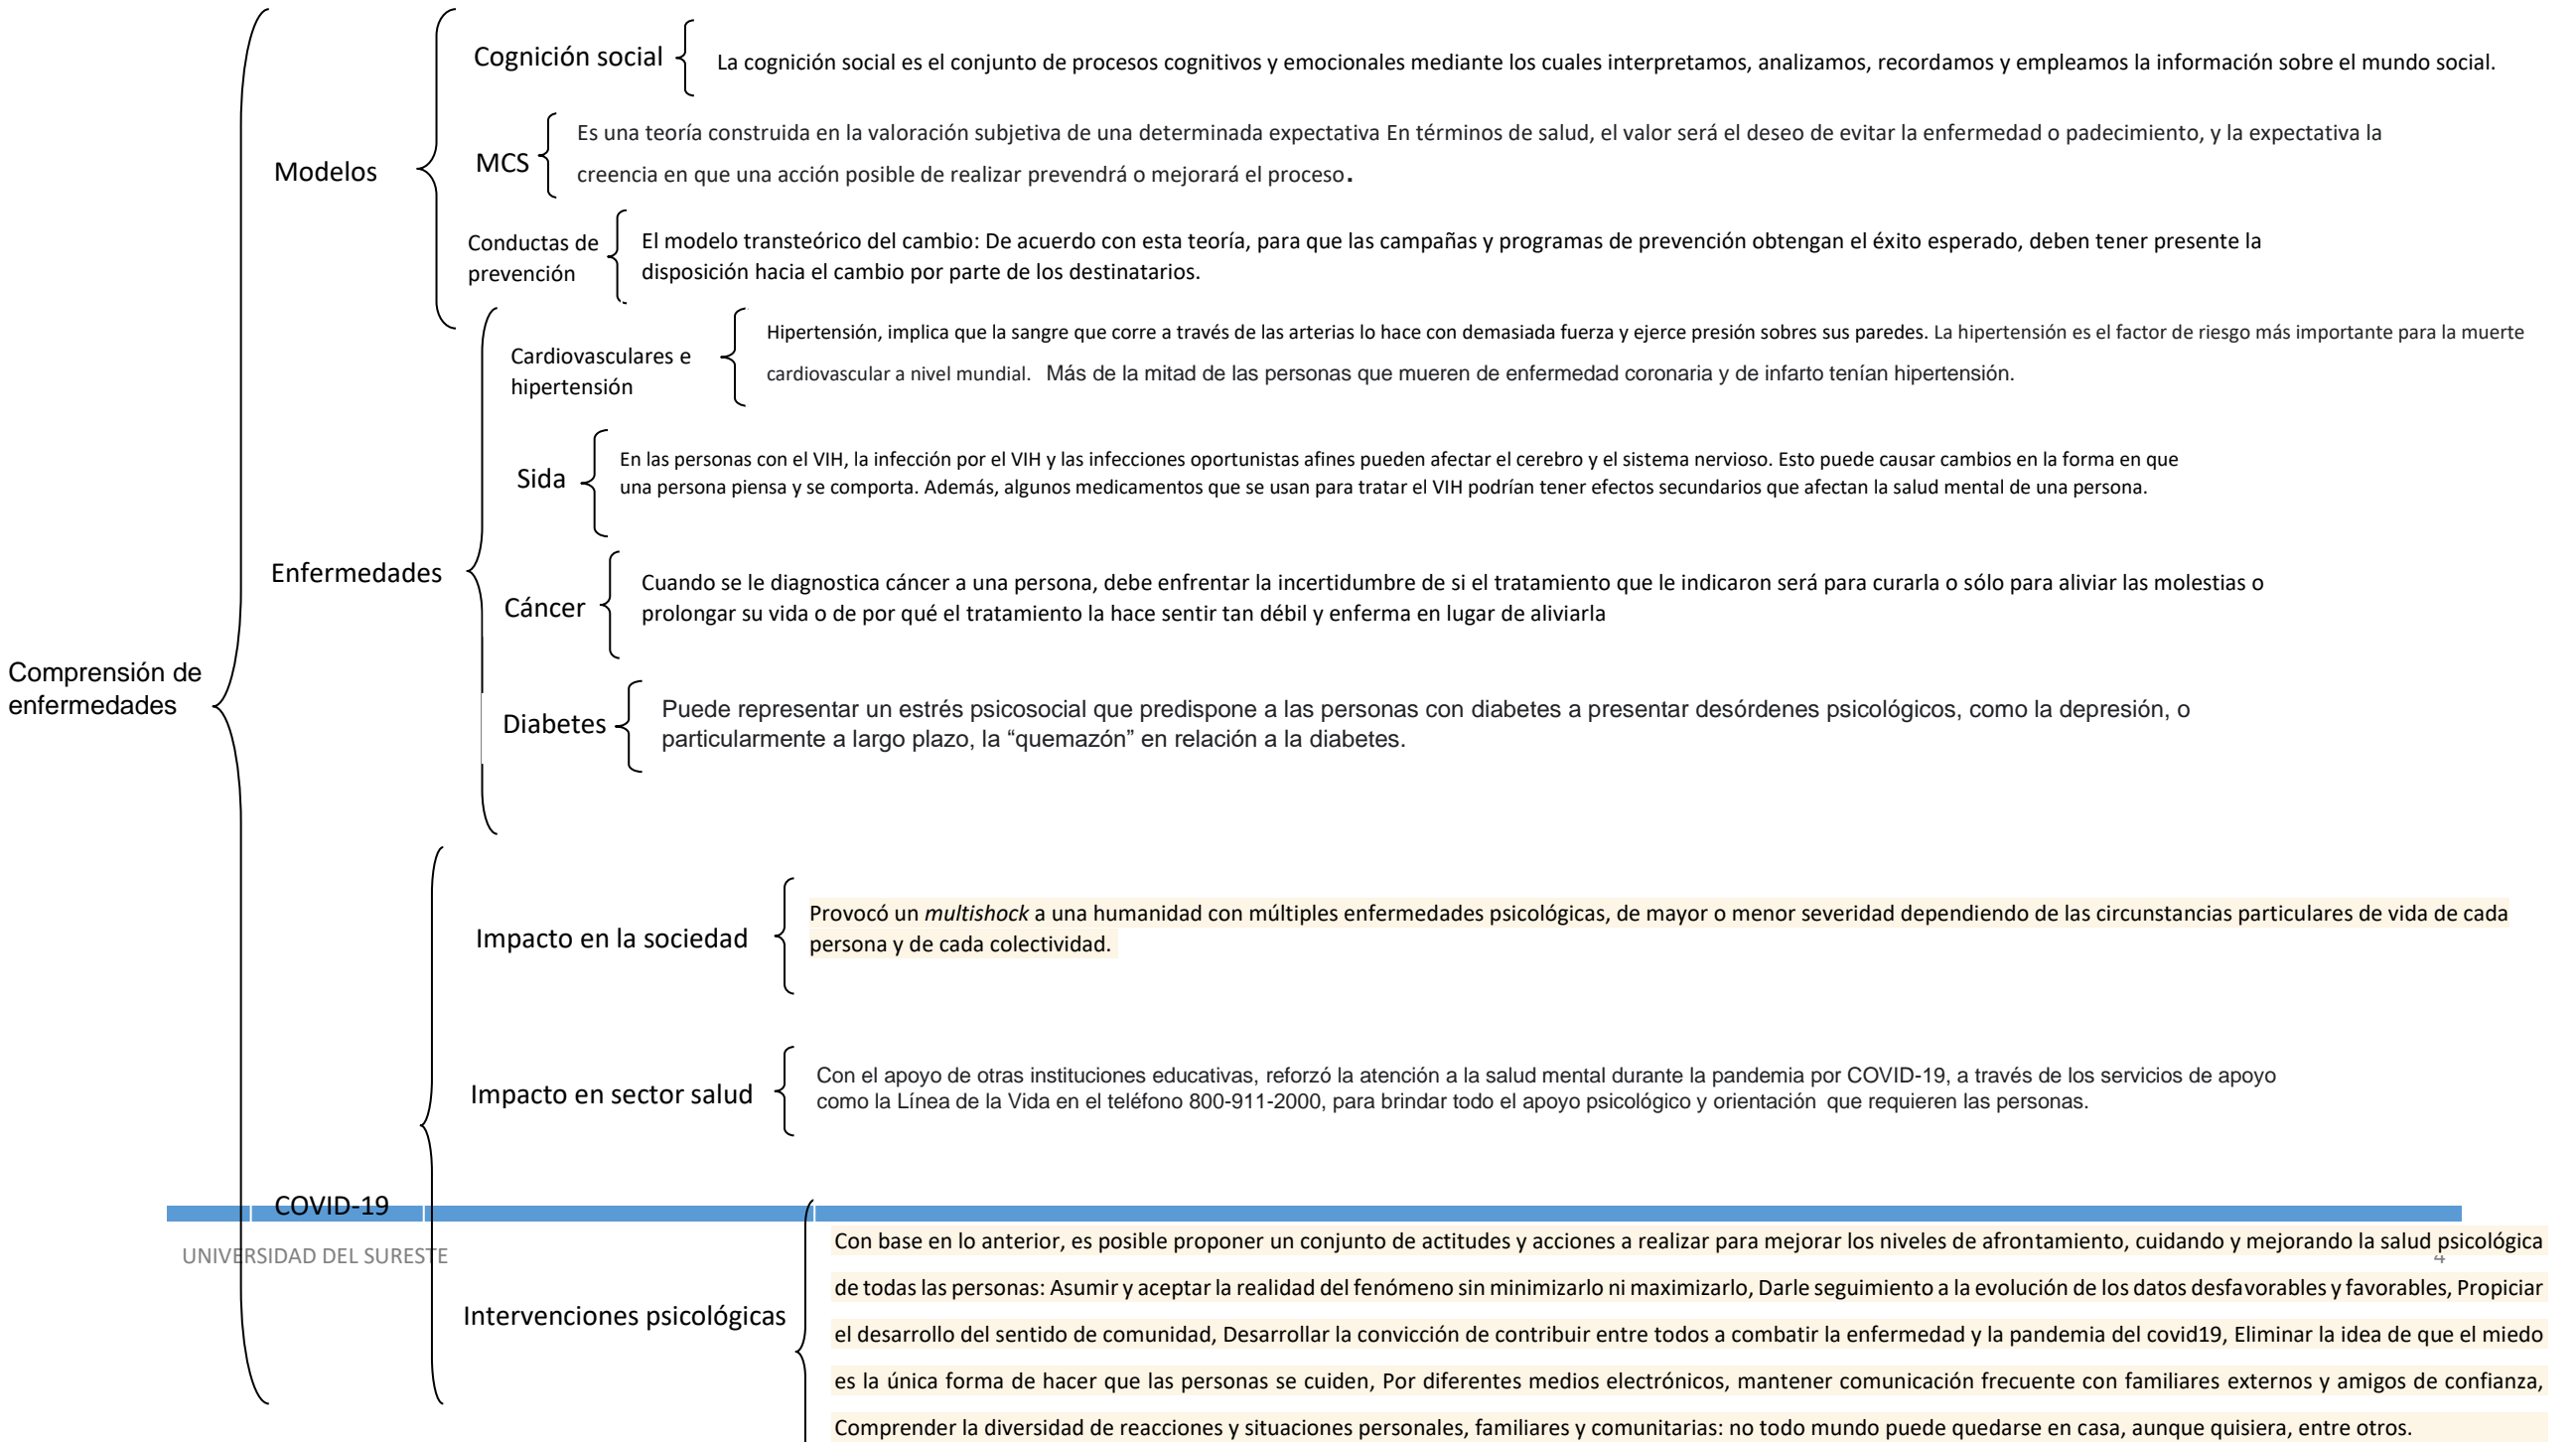 Cognición social
La cognición social es el conjunto de procesos cognitivos y emocionales mediante los cuales interpretamos, analizamos, recordamos y empleamos la información sobre el mundo social.
Modelos
MCS
Es una teoría construida en la valoración subjetiva de una determinada expectativa En términos de salud, el valor será el deseo de evitar la enfermedad o padecimiento, y la expectativa la
creencia en que una acción posible de realizar prevendrá o mejorará el proceso.
Conductas de
prevención
El modelo transteórico del cambio: De acuerdo con esta teoría, para que las campañas y programas de prevención obtengan el éxito esperado, deben tener presente la
disposición hacia el cambio por parte de los destinatarios.
Cardiovasculares e
hipertensión
Hipertensión, implica que la sangre que corre a través de las arterias lo hace con demasiada fuerza y ejerce presión sobres sus paredes. La hipertensión es el factor de riesgo más importante para la muerte
cardiovascular a nivel mundial. Más de la mitad de las personas que mueren de enfermedad coronaria y de infarto tenían hipertensión.
Sida
En las personas con el VIH, la infección por el VIH y las infecciones oportunistas afines pueden afectar el cerebro y el sistema nervioso. Esto puede causar cambios en la forma en que
una persona piensa y se comporta. Además, algunos medicamentos que se usan para tratar el VIH podrían tener efectos secundarios que afectan la salud mental de una persona.
Enfermedades
Cáncer
Cuando se le diagnostica cáncer a una persona, debe enfrentar la incertidumbre de si el tratamiento que le indicaron será para curarla o sólo para aliviar las molestias o
prolongar su vida o de por qué el tratamiento la hace sentir tan débil y enferma en lugar de aliviarla
Comprensión de
enfermedades
Diabetes
Puede representar un estrés psicosocial que predispone a las personas con diabetes a presentar desórdenes psicológicos, como la depresión, o
particularmente a largo plazo, la “quemazón” en relación a la diabetes.
Impacto en la sociedad
Provocó un multishock a una humanidad con múltiples enfermedades psicológicas, de mayor o menor severidad dependiendo de las circunstancias particulares de vida de cada
persona y de cada colectividad.
Impacto en sector salud
Con el apoyo de otras instituciones educativas, reforzó la atención a la salud mental durante la pandemia por COVID-19, a través de los servicios de apoyo
como la Línea de la Vida en el teléfono 800-911-2000, para brindar todo el apoyo psicológico y orientación que requieren las personas.
COVID-19
Intervenciones psicológicas
Con base en lo anterior, es posible proponer un conjunto de actitudes y acciones a realizar para mejorar los niveles de afrontamiento, cuidando y mejorando la salud psicológica
de todas las personas: Asumir y aceptar la realidad del fenómeno sin minimizarlo ni maximizarlo, Darle seguimiento a la evolución de los datos desfavorables y favorables, Propiciar
el desarrollo del sentido de comunidad, Desarrollar la convicción de contribuir entre todos a combatir la enfermedad y la pandemia del covid19, Eliminar la idea de que el miedo
es la única forma de hacer que las personas se cuiden, Por diferentes medios electrónicos, mantener comunicación frecuente con familiares externos y amigos de confianza,
Comprender la diversidad de reacciones y situaciones personales, familiares y comunitarias: no todo mundo puede quedarse en casa, aunque quisiera, entre otros.
UNIVERSIDAD DEL SURESTE
4